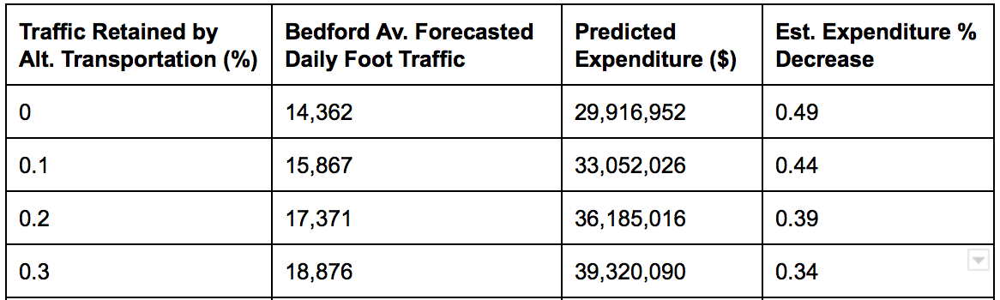 Traffic Retained by Alt. Transportation (%) | Bedford Av. Forecasted Daily Foot Traffic | Predicted Expenditure ($) | Est. Expenditure % Decrease
0 | 14,362 | 29,916,952 | 0.49
0.1 | 15,867 | 33,052,026 | 0.44
0.2 | 17,371 | 36,185,016 | 0.39
0.3 | 18,876 | 39,320,090 | 0.34